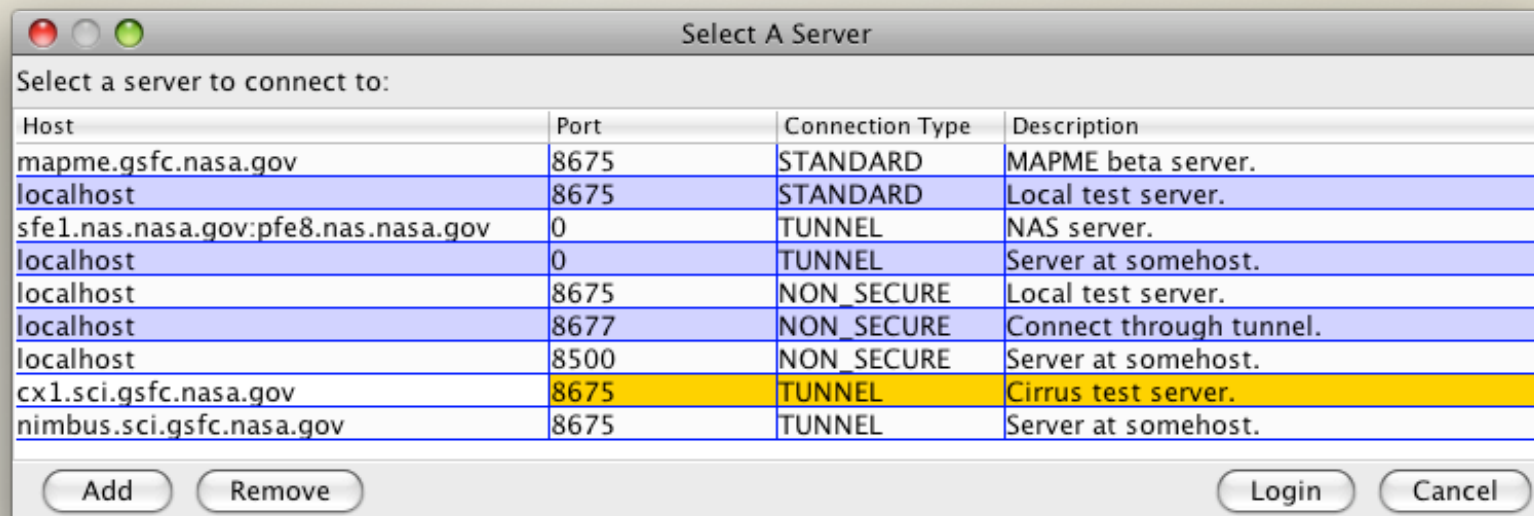 Select A Server
Select a server to connect to:
Host Port Connection Type Description
mapme.gsfc.nasa.gov 8675 STANDARD MAPME beta server.
localhost 8675 STANDARD Local test server.
sfe1.nas.nasa.gov:pfe8.nas.nasa.gov 0 TUNNEL NAS server.
localhost 0 TUNNEL Server at somehost.
localhost 8675 NON_SECURE Local test server.
localhost 8677 NON_SECURE Connect through tunnel.
localhost 8500 NON_SECURE Server at somehost.
cx1.sci.gsfc.nasa.gov 8675 TUNNEL Cirrus test server.
nimbus.sci.gsfc.nasa.gov 8675 TUNNEL Server at somehost.
Add Remove Login Cancel